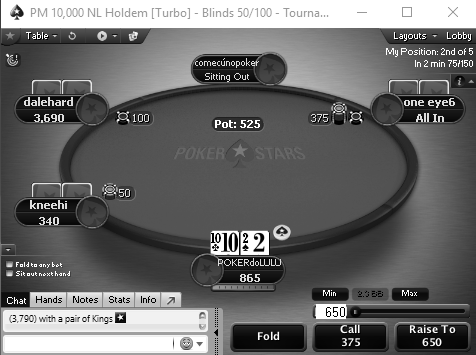 PM 10,000 NL Holdem [Turbo] - Blinds 50/100 - Tourna...
Table
Layouts
Lobby
My Position: 2nd of 5
In 2 min 75/150
comecúnopoker
Sitting Out
dalehard
3,690
one eye6
All In
100
Pot: 525
375
POKER STARS
50
kneehi
340
10 10 2 2
POKERdoLULU
865
Fold to any bet
Sit out next hand
Chat Hands Notes Stats Info
(3,790) with a pair of Kings
Min 2.3 BB Max
650
Fold
Call
375
Raise To
650